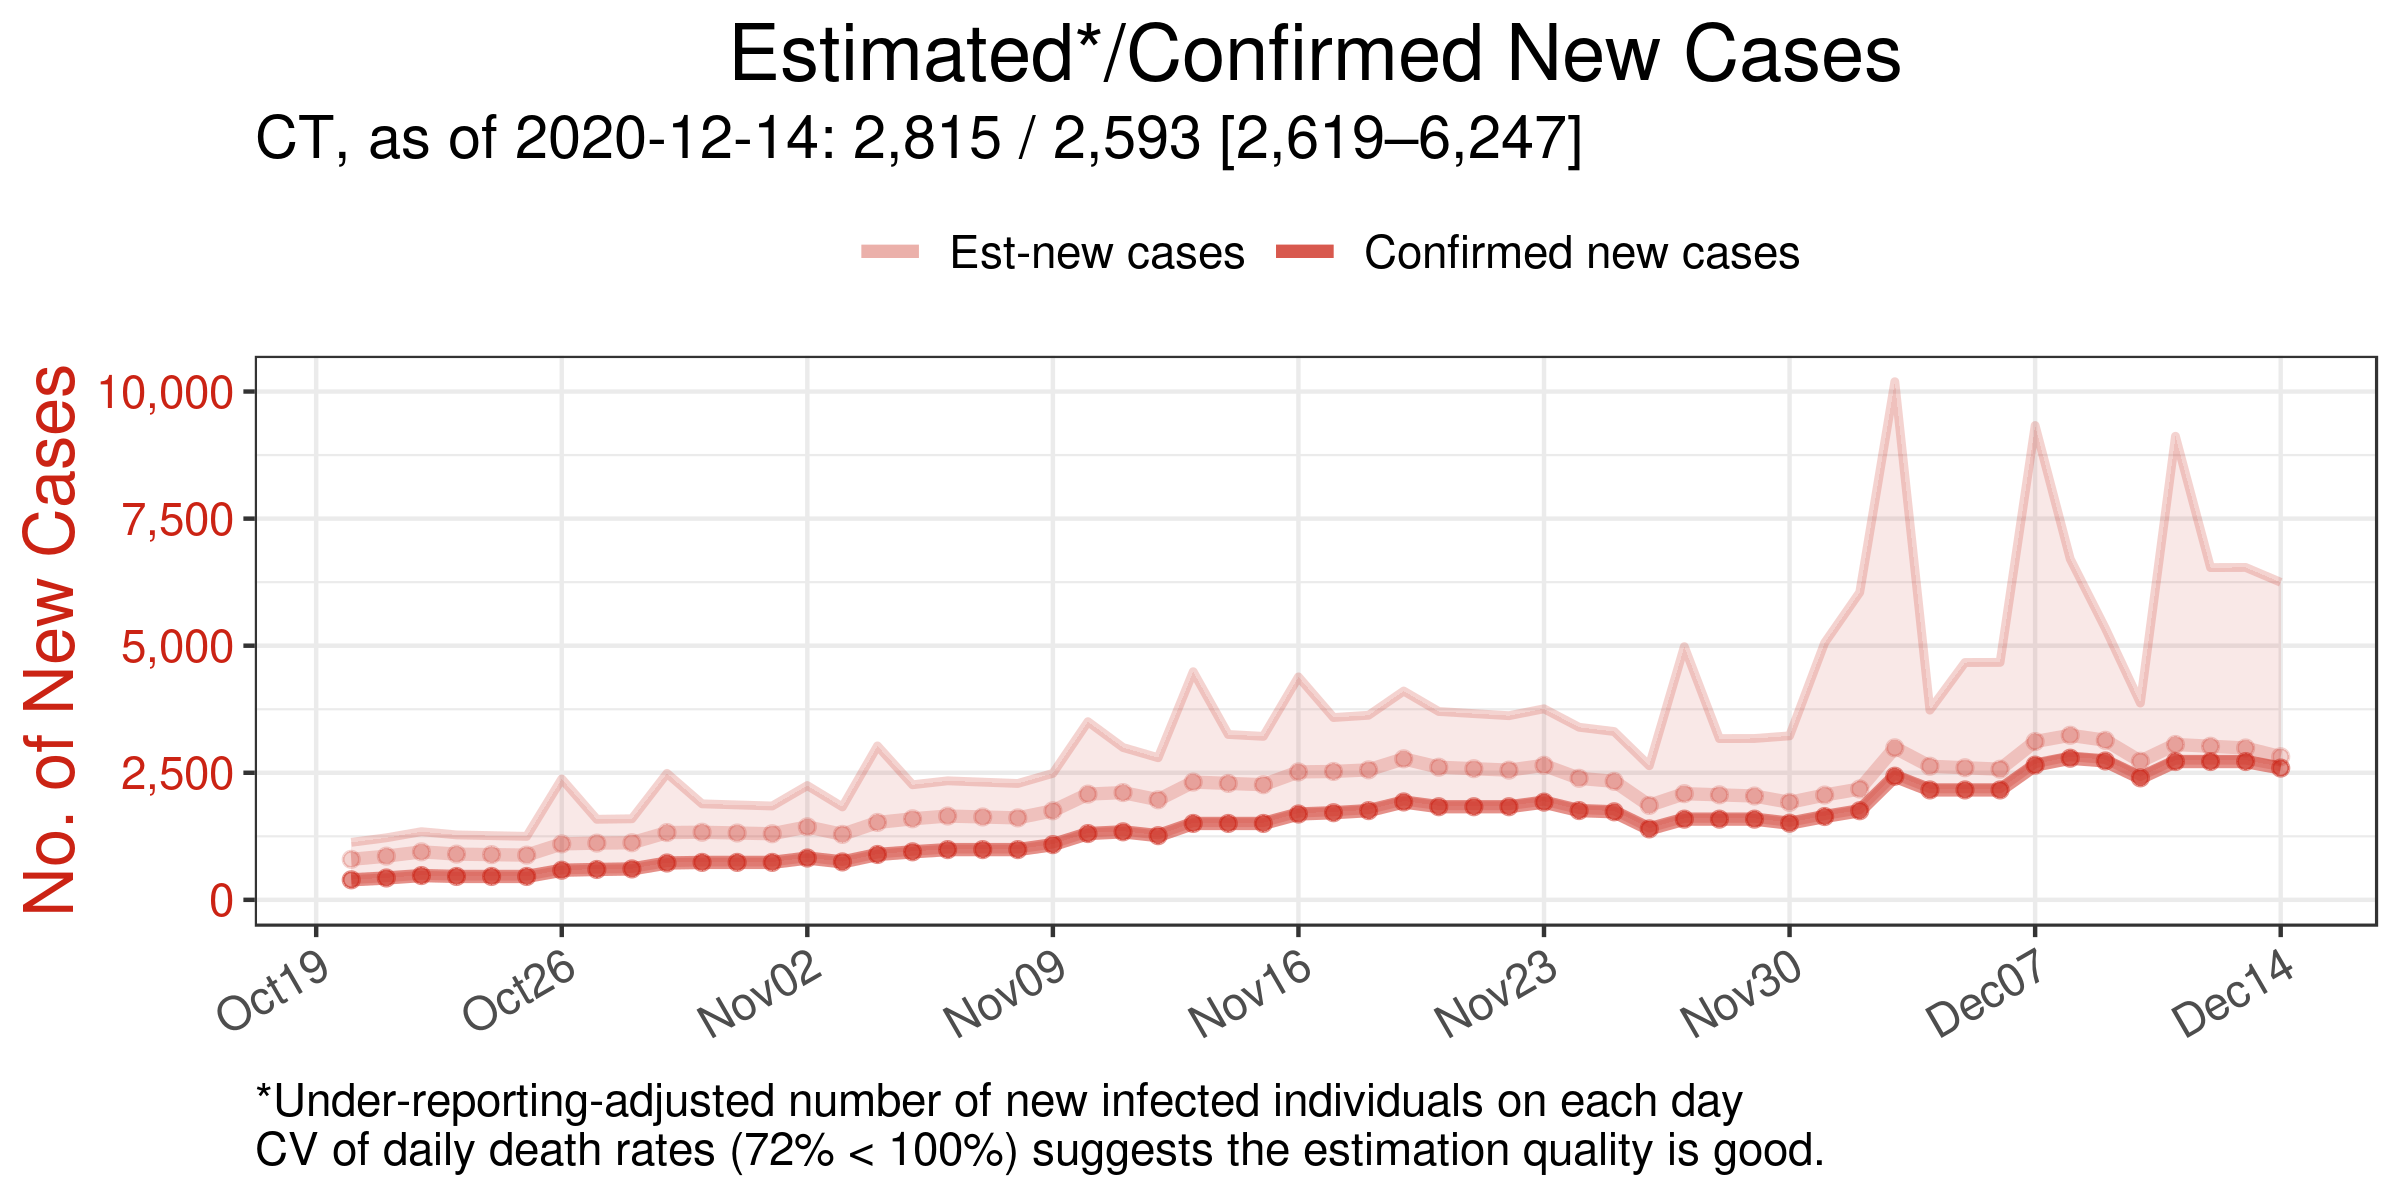 Estimated*/Confirmed New Cases
CT, as of 2020-12-14: 2,815 / 2,593 [2,619–6,247]
Est-new cases Confirmed new cases
No. of New Cases
10,000
7,500
5,000
2,500
0
Oct19 Oct26 Nov02 Nov09 Nov16 Nov23 Nov30 Dec07 Dec14
*Under-reporting-adjusted number of new infected individuals on each day
CV of daily death rates (72% < 100%) suggests the estimation quality is good.